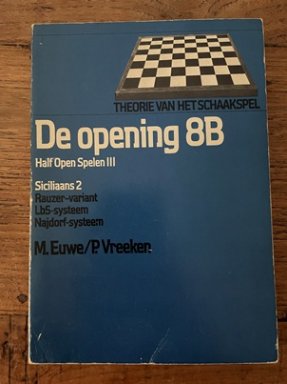 THEORIE VAN HET SCHAAKSPEL
De opening 8B
Half Open Spelen III
Siciliaans 2
Rauzer-variant
LbS-systeem
Najdorf-systeem
M. Euwe/P. Vreeken